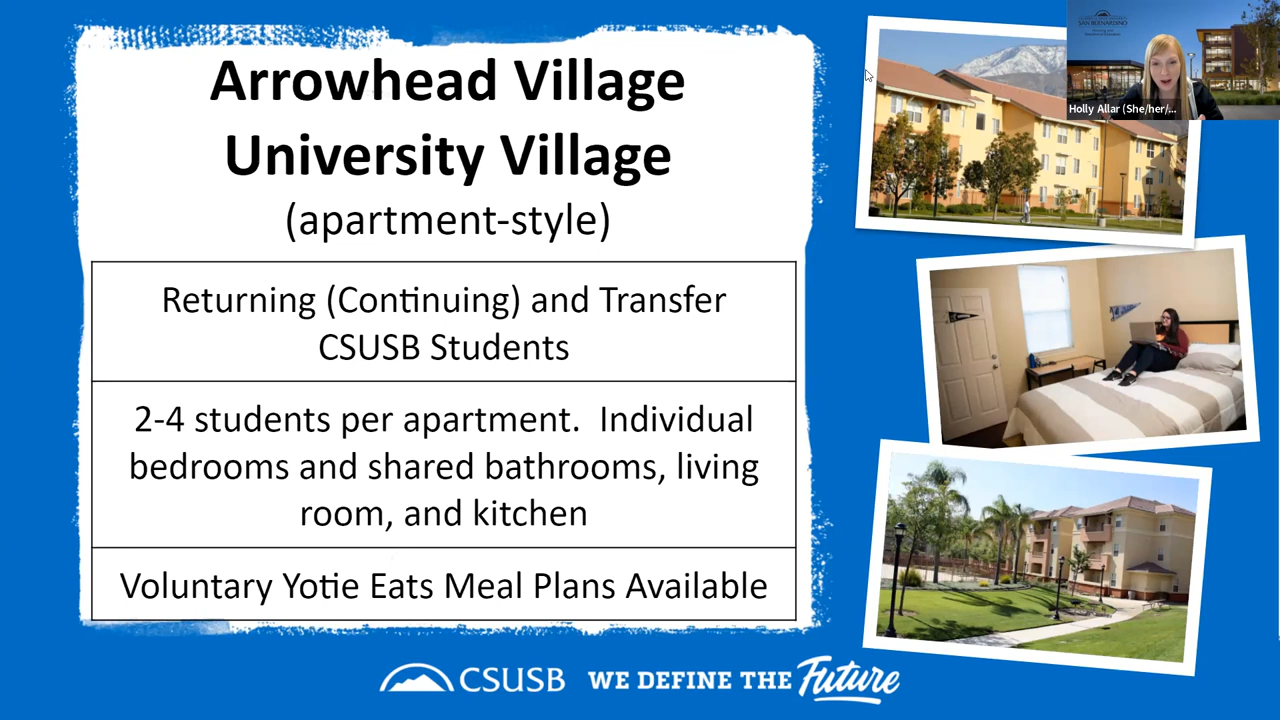 Arrowhead Village
University Village
(apartment-style)
Returning (Continuing) and Transfer
CSUSB Students
2-4 students per apartment.  Individual
bedrooms and shared bathrooms, living
room, and kitchen
Voluntary Yotie Eats Meal Plans Available
CSUSB WE DEFINE THE Future
SAN BERNARDINO
Holly Allar (She/her/...